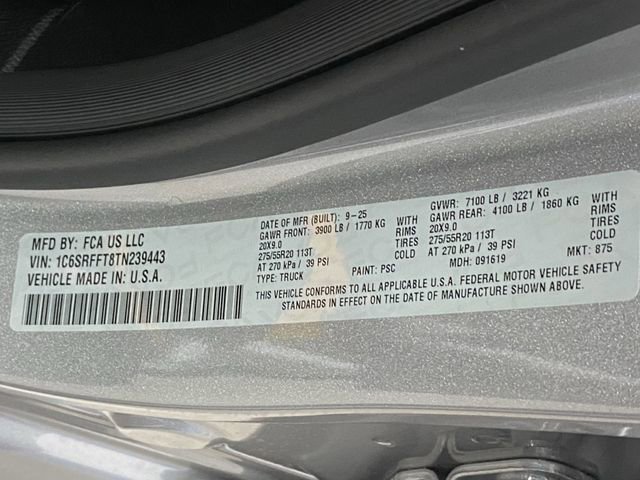 MFD BY: FCA US LLC
VIN: 1C6SRFFT8TN239443
VEHICLE MADE IN U.S.A.
DATE OF MFR (BUILT): 9-25
GAWR FRONT: 3900 LB / 1770 KG WITH
20X9.0 RIMS
275/55R20 113T TIRES
AT 270 kPa / 39 PSI COLD
TYPE: TRUCK PAINT: PSC
GVWR: 7100 LB / 3221 KG
GAWR REAR: 4100 LB / 1860 KG WITH
20X9.0 RIMS
275/55R20 113T TIRES
AT 270 kPa / 39 PSI COLD
MDH: 091619 MKT: 875
THIS VEHICLE CONFORMS TO ALL APPLICABLE U.S.A. FEDERAL MOTOR VEHICLE SAFETY
STANDARDS IN EFFECT ON THE DATE OF MANUFACTURE SHOWN ABOVE.